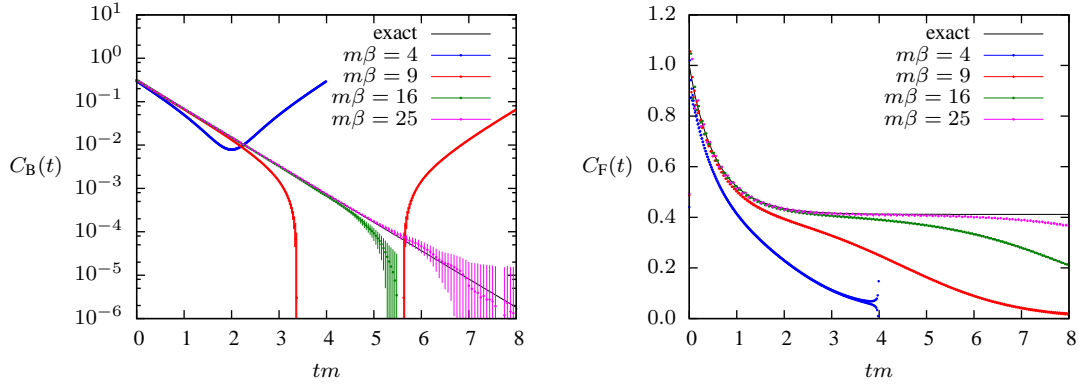 10^1
10^0
10^-1
10^-2
10^-3
10^-4
10^-5
10^-6
C_B(t)
0 1 2 3 4 5 6 7 8
tm
exact
mβ = 4
mβ = 9
mβ = 16
mβ = 25
1.2
1.0
0.8
0.6
0.4
0.2
0.0
C_F(t)
0 1 2 3 4 5 6 7 8
tm
exact
mβ = 4
mβ = 9
mβ = 16
mβ = 25